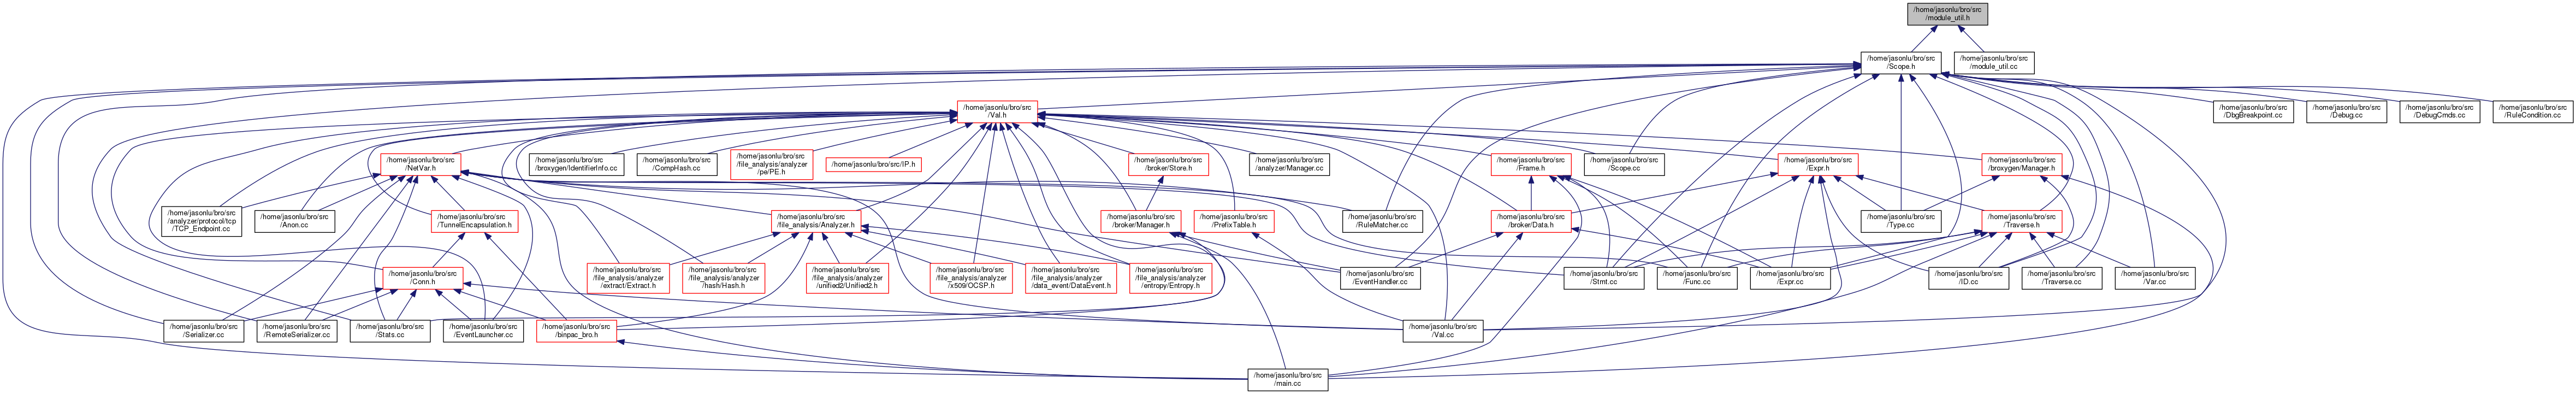 /home/jasonlu/bro/src
/module_util.h
/home/jasonlu/bro/src
/Scope.h
/home/jasonlu/bro/src
/module_util.cc
/home/jasonlu/bro/src
/Val.h
/home/jasonlu/bro/src
/DbgBreakpoint.cc
/home/jasonlu/bro/src
/Debug.cc
/home/jasonlu/bro/src
/DebugCmds.cc
/home/jasonlu/bro/src
/RuleCondition.cc
/home/jasonlu/bro/src
/NetVar.h
/home/jasonlu/bro/src
/broxygen/IdentifierInfo.cc
/home/jasonlu/bro/src
/CompHash.cc
/home/jasonlu/bro/src
/file_analysis/analyzer
/pe/PE.h
/home/jasonlu/bro/src/IP.h
/home/jasonlu/bro/src
/broker/Store.h
/home/jasonlu/bro/src
/analyzer/Manager.cc
/home/jasonlu/bro/src
/Frame.h
/home/jasonlu/bro/src
/Scope.cc
/home/jasonlu/bro/src
/Expr.h
/home/jasonlu/bro/src
/broxygen/Manager.h
/home/jasonlu/bro/src
/analyzer/protocol/tcp
/TCP_Endpoint.cc
/home/jasonlu/bro/src
/Anon.cc
/home/jasonlu/bro/src
/TunnelEncapsulation.h
/home/jasonlu/bro/src
/file_analysis/Analyzer.h
/home/jasonlu/bro/src
/broker/Manager.h
/home/jasonlu/bro/src
/PrefixTable.h
/home/jasonlu/bro/src
/RuleMatcher.cc
/home/jasonlu/bro/src
/broker/Data.h
/home/jasonlu/bro/src
/Type.cc
/home/jasonlu/bro/src
/Traverse.h
/home/jasonlu/bro/src
/Conn.h
/home/jasonlu/bro/src
/file_analysis/analyzer
/extract/Extract.h
/home/jasonlu/bro/src
/file_analysis/analyzer
/hash/Hash.h
/home/jasonlu/bro/src
/file_analysis/analyzer
/unified2/Unified2.h
/home/jasonlu/bro/src
/file_analysis/analyzer
/x509/OCSP.h
/home/jasonlu/bro/src
/file_analysis/analyzer
/data_event/DataEvent.h
/home/jasonlu/bro/src
/file_analysis/analyzer
/entropy/Entropy.h
/home/jasonlu/bro/src
/EventHandler.cc
/home/jasonlu/bro/src
/Stmt.cc
/home/jasonlu/bro/src
/Func.cc
/home/jasonlu/bro/src
/Expr.cc
/home/jasonlu/bro/src
/ID.cc
/home/jasonlu/bro/src
/Traverse.cc
/home/jasonlu/bro/src
/Var.cc
/home/jasonlu/bro/src
/Serializer.cc
/home/jasonlu/bro/src
/RemoteSerializer.cc
/home/jasonlu/bro/src
/Stats.cc
/home/jasonlu/bro/src
/EventLauncher.cc
/home/jasonlu/bro/src
/binpac_bro.h
/home/jasonlu/bro/src
/Val.cc
/home/jasonlu/bro/src
/main.cc